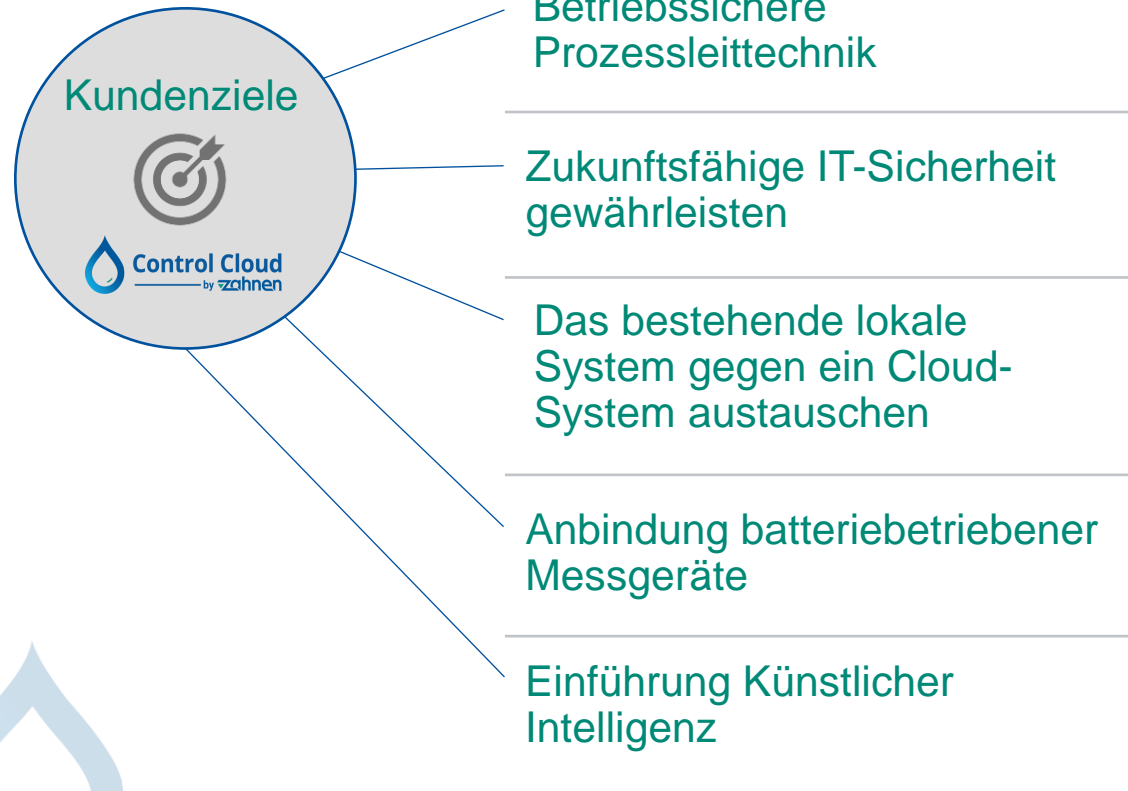 Betriebssichere
Prozessleittechnik
Kundenziele
Control Cloud
by zahnen
Zukunftsfähige IT-Sicherheit
gewährleisten
Das bestehende lokale
System gegen ein Cloud-
System austauschen
Anbindung batteriebetriebener
Messgeräte
Einführung Künstlicher
Intelligenz